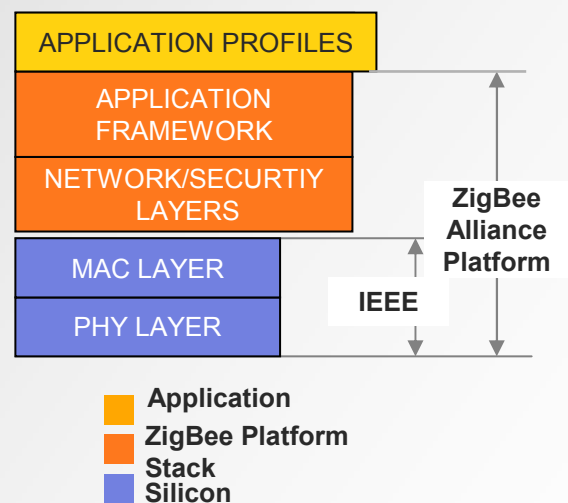 APPLICATION PROFILES
APPLICATION
FRAMEWORK
NETWORK/SECURTIY
LAYERS
MAC LAYER
PHY LAYER
ZigBee
Alliance
Platform
IEEE
Application
ZigBee Platform
Stack
Silicon